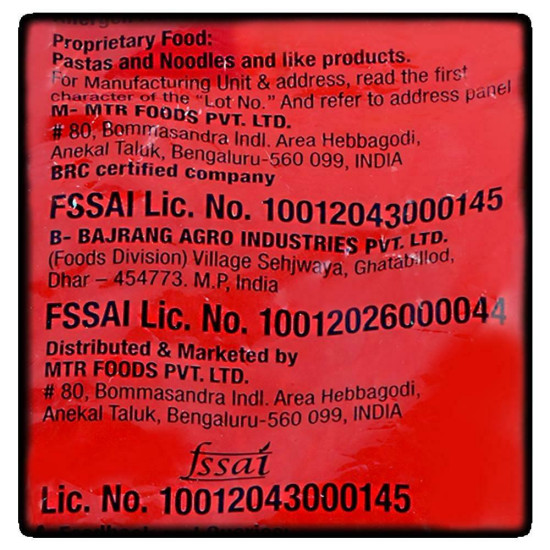 Proprietary Food:
Pastas and Noodles and like products.
For Manufacturing Unit & address, read the first
character of the "Lot No." And refer to address panel
M- MTR FOODS PVT. LTD.
# 80, Bommasandra Indl. Area Hebbagodi,
Anekal Taluk, Bengaluru-560 099, INDIA
BRC certified company
FSSAI Lic. No. 10012043000145
B- BAJRANG AGRO INDUSTRIES PVT. LTD.
(Foods Division) Village Sehjwaya, Ghatabillod,
Dhar – 454773. M.P, India
FSSAI Lic. No. 10012026000044
Distributed & Marketed by
MTR FOODS PVT. LTD.
# 80, Bommasandra Indl. Area Hebbagodi,
Anekal Taluk, Bengaluru-560 099, INDIA
fssai
Lic. No. 10012043000145